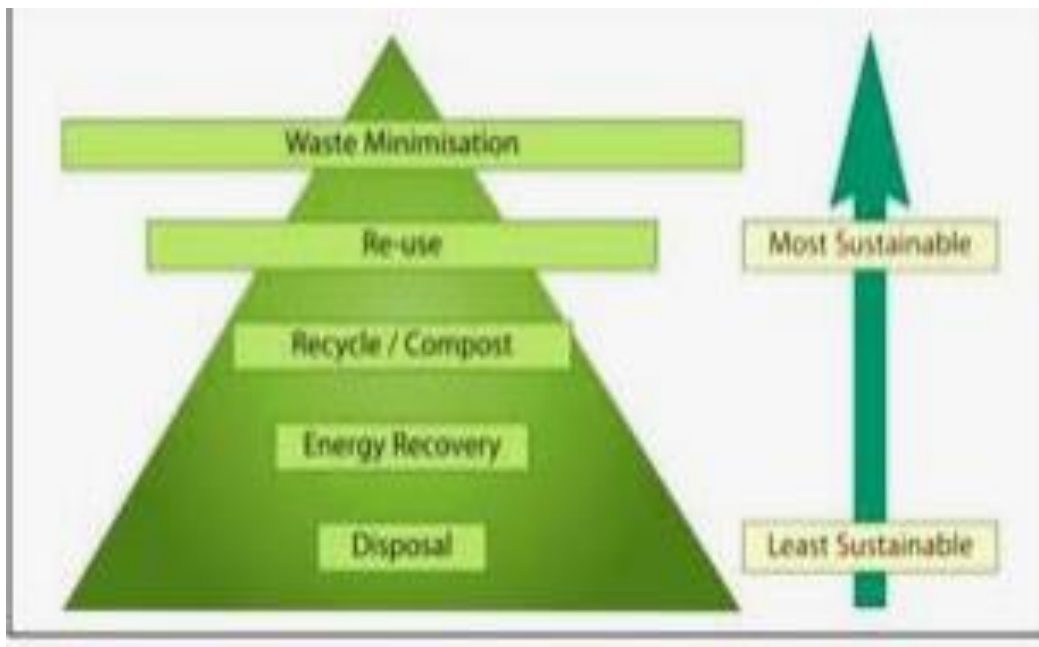 Waste Minimisation
Re-use
Most Sustainable
Recycle / Compost
Energy Recovery
Disposal
Least Sustainable